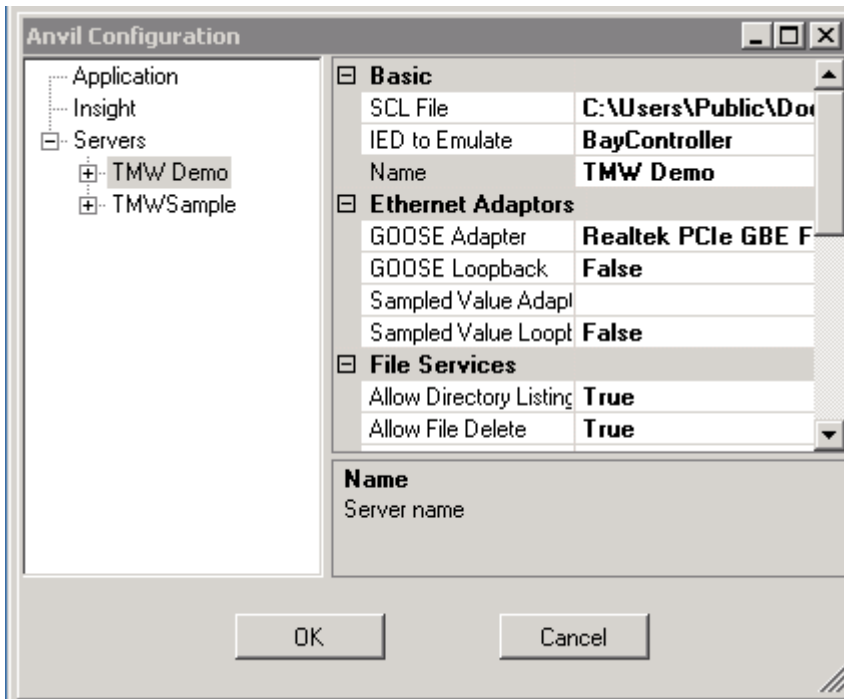 Anvil Configuration
Application
Insight
Servers
TMW Demo
TMWSample
Basic
SCL File C:\Users\Public\Do
IED to Emulate BayController
Name TMW Demo
Ethernet Adaptors
GOOSE Adapter Realtek PCIe GBE F
GOOSE Loopback False
Sampled Value Adapt
Sampled Value Loopb False
File Services
Allow Directory Listing True
Allow File Delete True
Name
Server name
OK Cancel